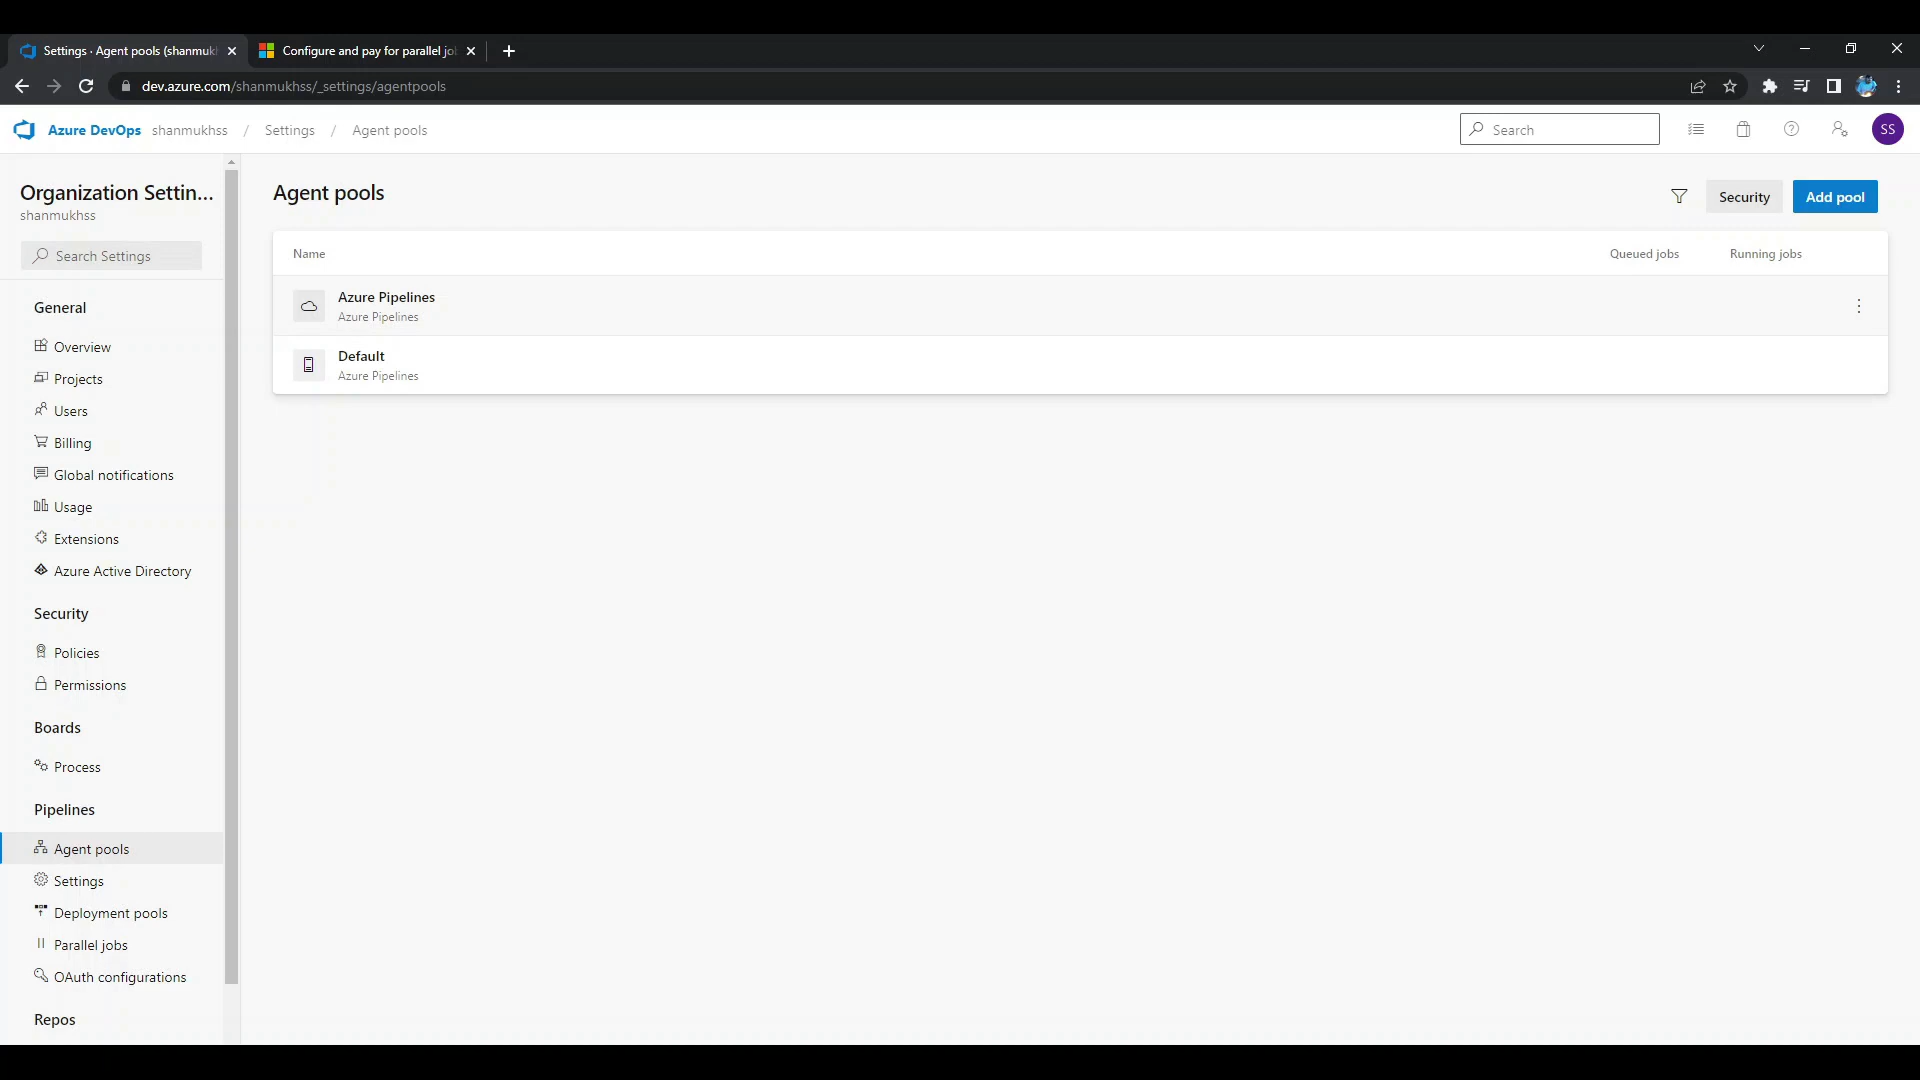 Settings · Agent pools (shanmukh
Configure and pay for parallel jo
dev.azure.com/shanmukhss/_settings/agentpools
Azure DevOps shanmukhss / Settings / Agent pools
Search
SS
Organization Settin...
shanmukhss
Search Settings
General
Overview
Projects
Users
Billing
Global notifications
Usage
Extensions
Azure Active Directory
Security
Policies
Permissions
Boards
Process
Pipelines
Agent pools
Settings
Deployment pools
Parallel jobs
OAuth configurations
Repos
Agent pools
Security
Add pool
Name
Queued jobs
Running jobs
Azure Pipelines
Azure Pipelines
Default
Azure Pipelines